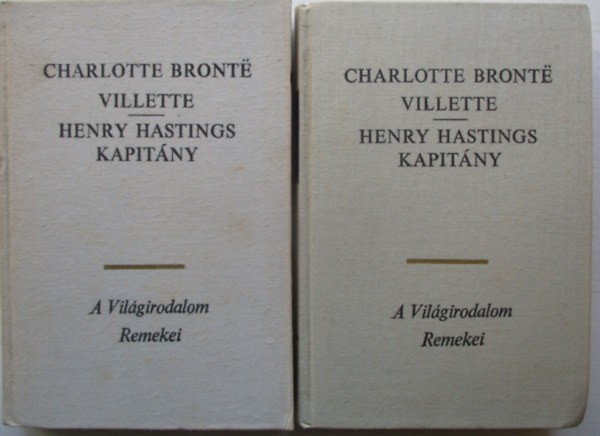 CHARLOTTE BRONTË
VILLETTE
HENRY HASTINGS
KAPITÁNY
A Világirodalom
Remekei
CHARLOTTE BRONTË
VILLETTE
HENRY HASTINGS
KAPITÁNY
A Világirodalom
Remekei